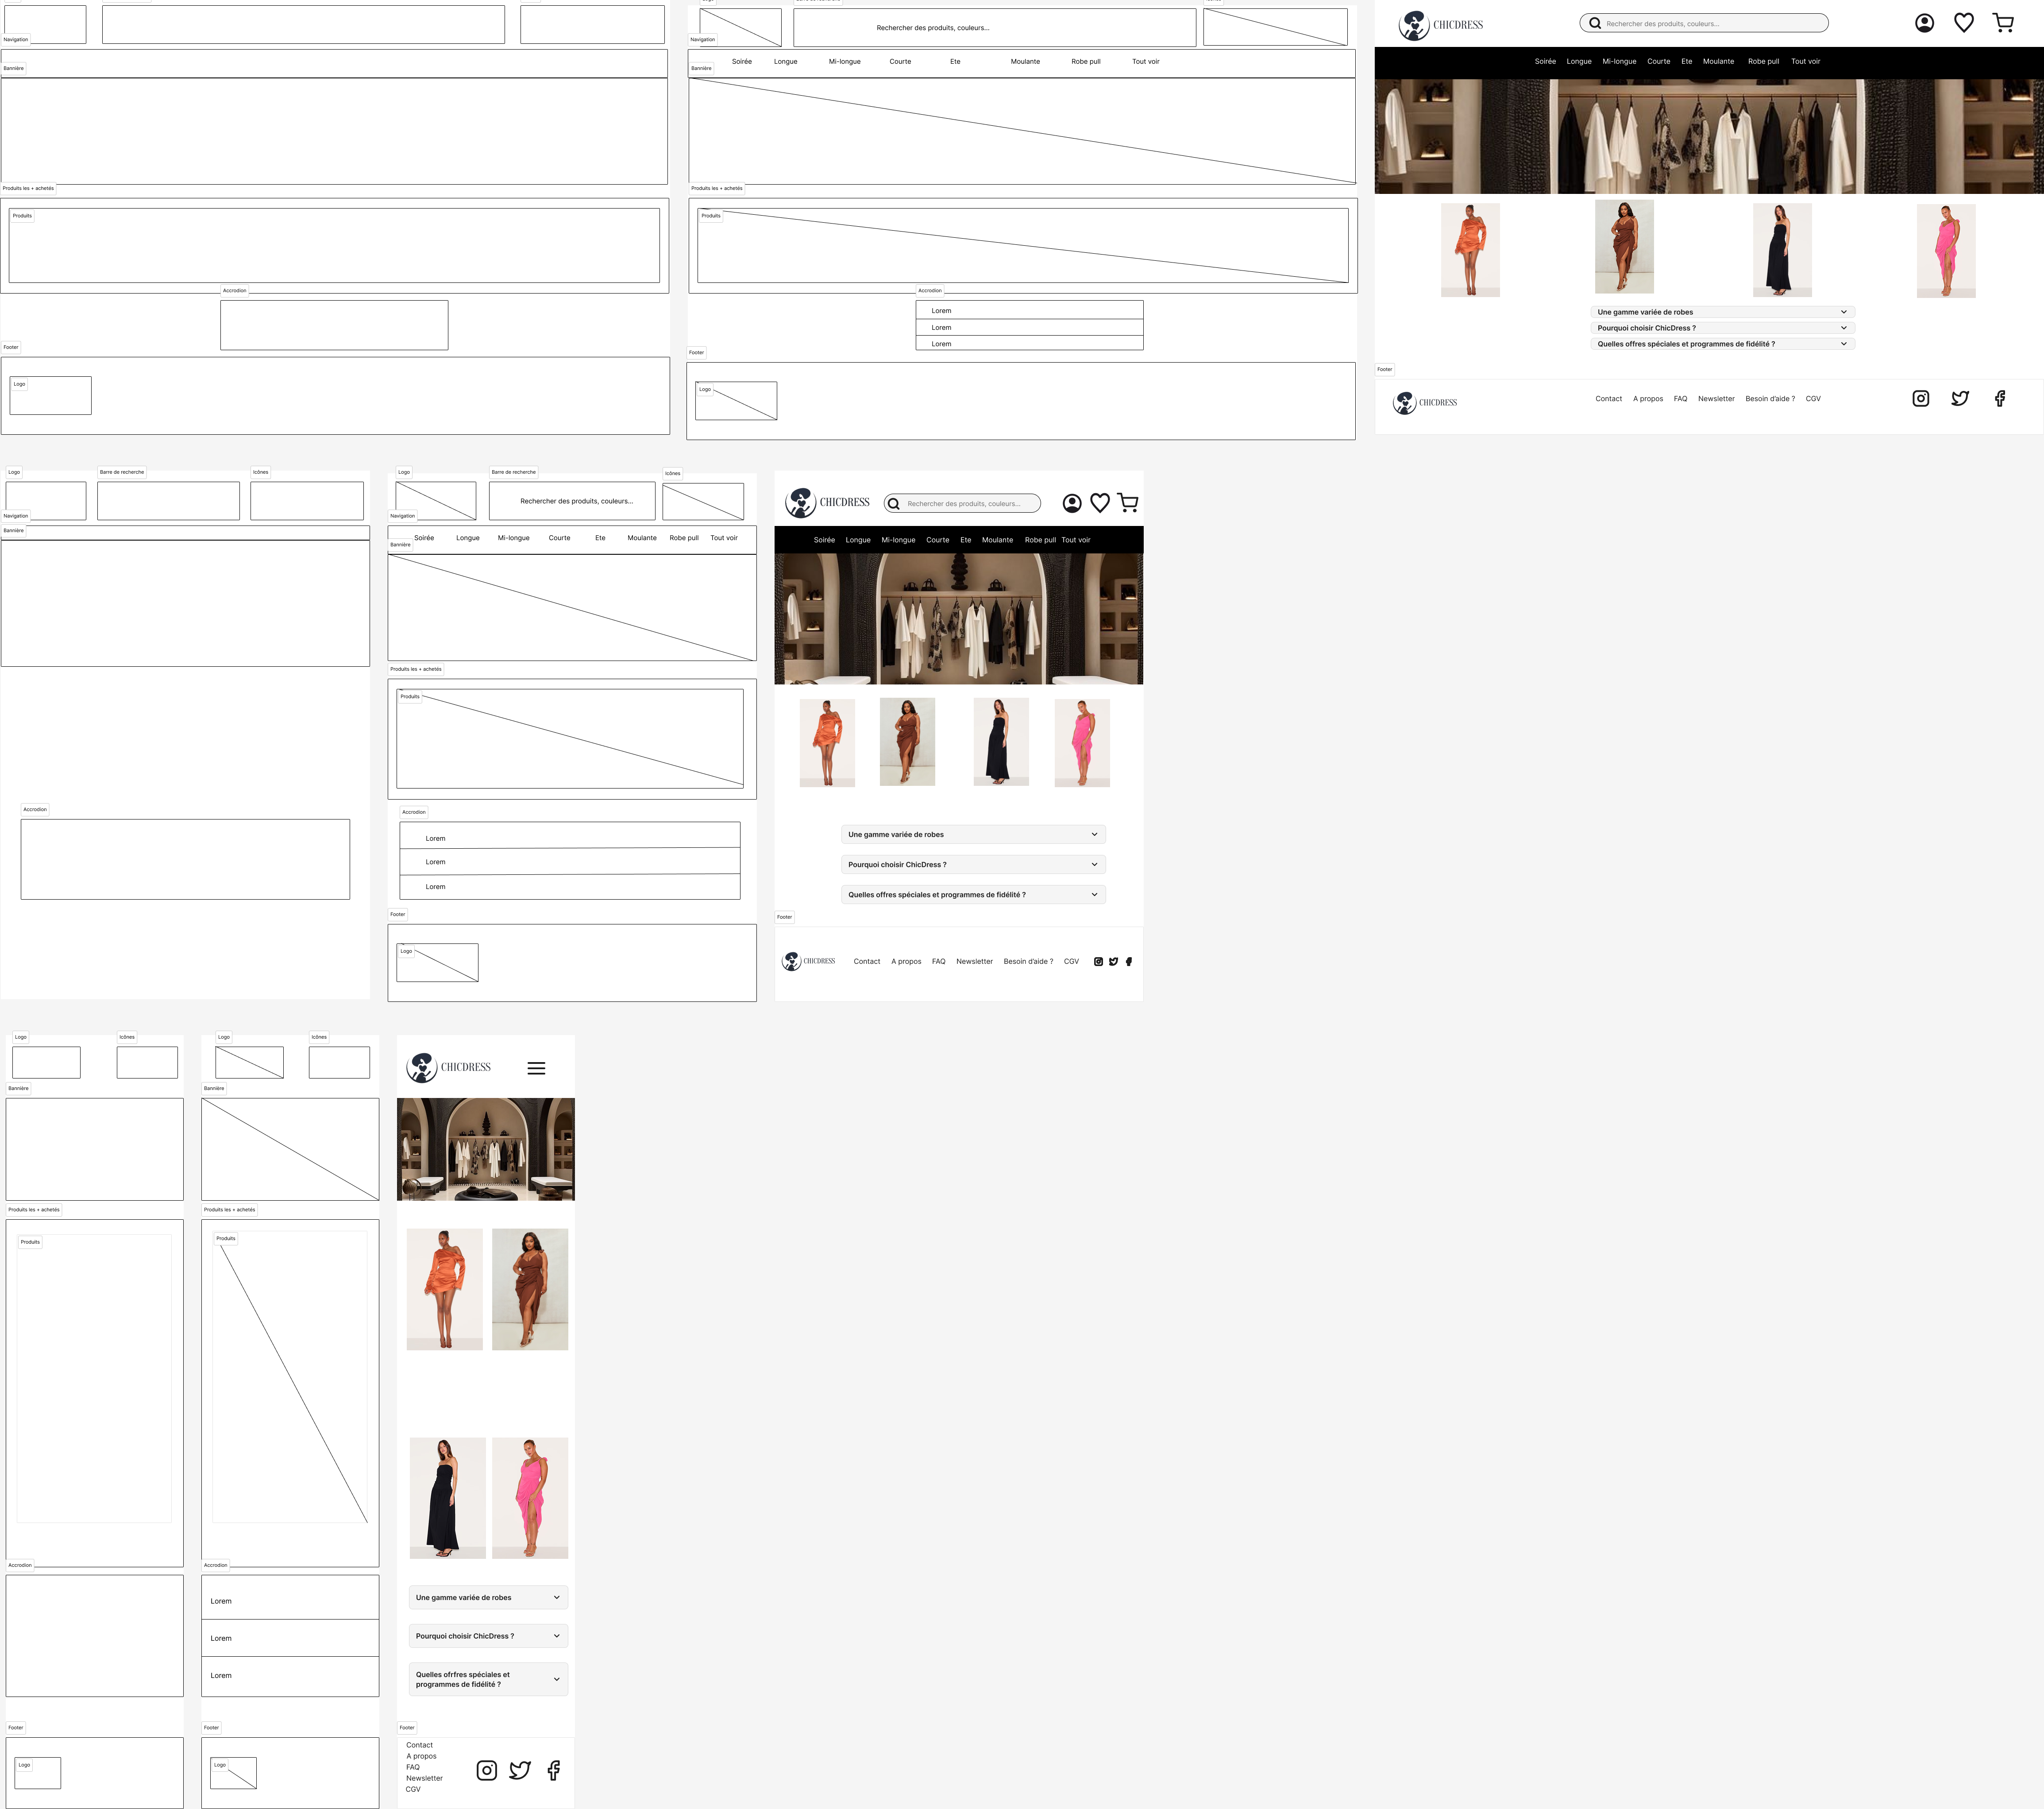 Navigation
Bannière
Produits les + achetés
Produits
Accrodion
Footer
Logo
Rechercher des produits, couleurs...
Navigation
Soirée Longue Mi-longue Courte Ete Moulante Robe pull Tout voir
Bannière
Produits les + achetés
Produits
Accrodion
Lorem
Lorem
Lorem
Footer
Logo
CHICDRESS
Rechercher des produits, couleurs...
Soirée Longue Mi-longue Courte Ete Moulante Robe pull Tout voir
Une gamme variée de robes
Pourquoi choisir ChicDress ?
Quelles offres spéciales et programmes de fidélité ?
Footer
CHICDRESS
Contact A propos FAQ Newsletter Besoin d'aide ? CGV
Logo Barre de recherche Icônes
Navigation
Bannière
Accrodion
Logo Barre de recherche Icônes
Rechercher des produits, couleurs...
Navigation
Soirée Longue Mi-longue Courte Ete Moulante Robe pull Tout voir
Bannière
Produits les + achetés
Produits
Accrodion
Lorem
Lorem
Lorem
Footer
Logo
CHICDRESS
Rechercher des produits, couleurs...
Soirée Longue Mi-longue Courte Ete Moulante Robe pull Tout voir
Une gamme variée de robes
Pourquoi choisir ChicDress ?
Quelles offres spéciales et programmes de fidélité ?
Footer
CHICDRESS
Contact A propos FAQ Newsletter Besoin d'aide ? CGV
Logo Icônes
Bannière
Produits les + achetés
Produits
Accrodion
Footer
Logo
Logo Icônes
Bannière
Produits les + achetés
Produits
Accrodion
Lorem
Lorem
Lorem
Footer
Logo
CHICDRESS
Une gamme variée de robes
Pourquoi choisir ChicDress ?
Quelles ofrfres spéciales et
programmes de fidélité ?
Footer
Contact
A propos
FAQ
Newsletter
CGV